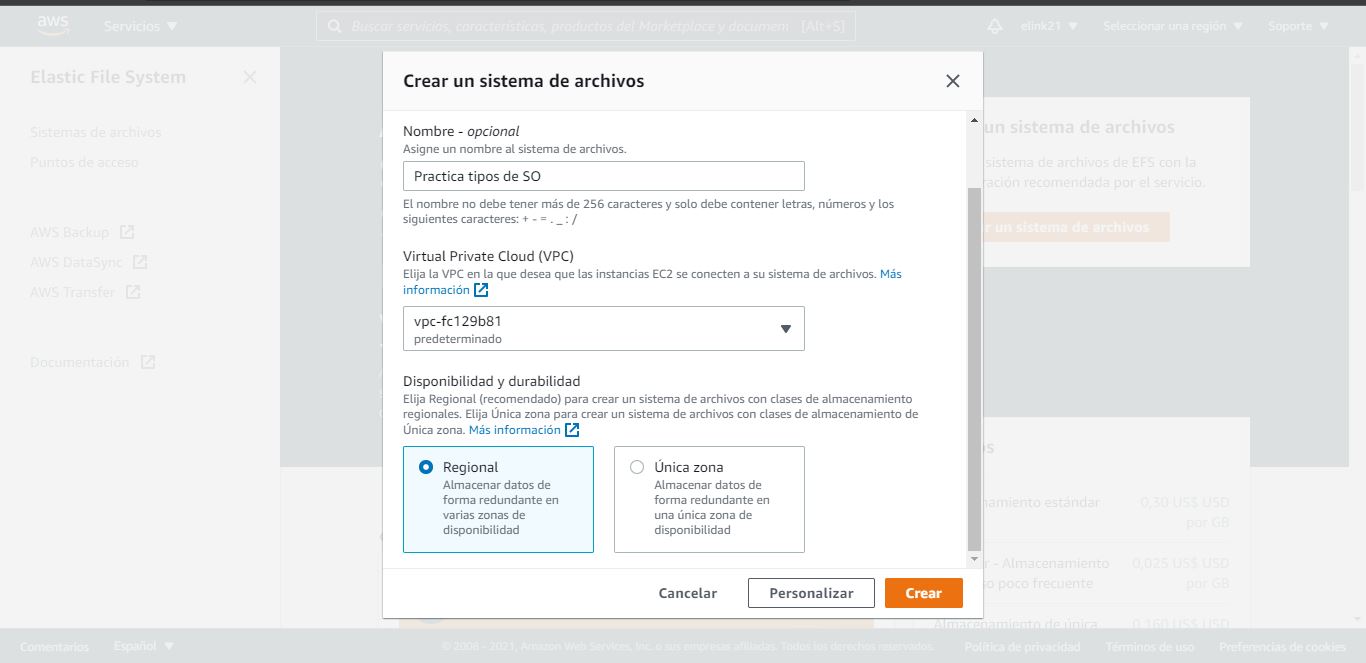 aws
Servicios
Buscar servicios, características, productos del Marketplace y document [Alt+S]
elink21
Seleccionar una región
Soporte
Elastic File System
Sistemas de archivos
Puntos de acceso
AWS Backup
AWS DataSync
AWS Transfer
Documentación
Crear un sistema de archivos
Nombre - opcional
Asigne un nombre al sistema de archivos.
Practica tipos de SO
El nombre no debe tener más de 256 caracteres y solo debe contener letras, números y los
siguientes caracteres: + - = . _ : /
Virtual Private Cloud (VPC)
Elija la VPC en la que desea que las instancias EC2 se conecten a su sistema de archivos. Más
información
vpc-fc129b81
predeterminado
Disponibilidad y durabilidad
Elija Regional (recomendado) para crear un sistema de archivos con clases de almacenamiento
regionales. Elija Única zona para crear un sistema de archivos con clases de almacenamiento de
Única zona. Más información
Regional
Almacenar datos de
forma redundante en
varias zonas de
disponibilidad
Única zona
Almacenar datos de
forma redundante en
una única zona de
disponibilidad
Cancelar
Personalizar
Crear
un sistema de archivos
sistema de archivos de EFS con la
ración recomendada por el servicio.
r un sistema de archivos
os
namiento estándar
0,30 US$ USD
por GB
r - Almacenamiento
so poco frecuente
0,025 US$ USD
por GB
Almacenamiento de única
0,160 US$ USD
Comentarios
Español
© 2008 - 2021, Amazon Web Services, Inc. o sus empresas afiliadas. Todos los derechos reservados.
Política de privacidad
Términos de uso
Preferencias de cookies